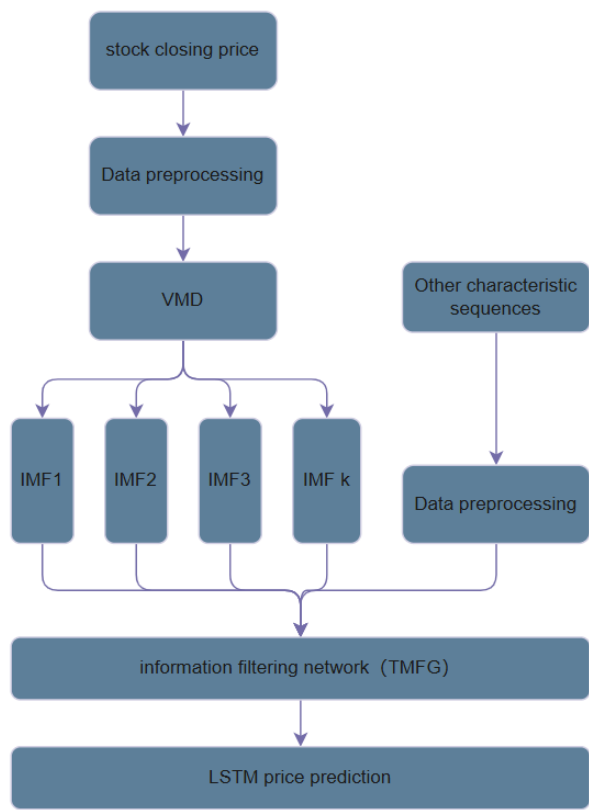 stock closing price
Data preprocessing
VMD
Other characteristic
sequences
IMF1
IMF2
IMF3
IMF k
Data preprocessing
information filtering network（TMFG）
LSTM price prediction